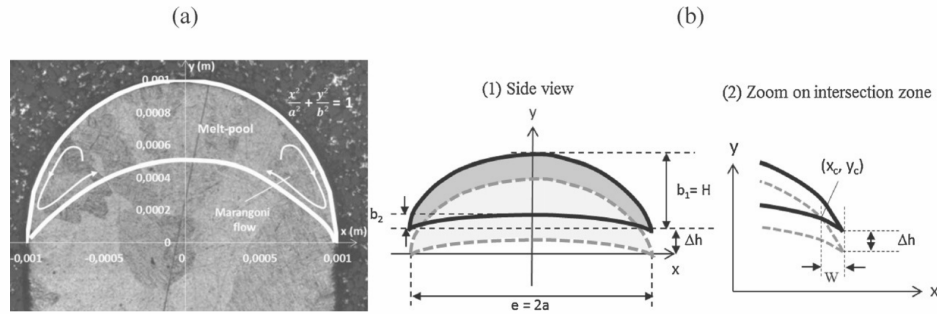 (a)
(b)
y (m)
0,001
x²/a² + y²/b² = 1
0,0008
Melt-pool
0,0006
0,0004
0,0002
Marangoni
flow
x (m)
0
-0,001
-0,0005
0
0,0005
0,001
(1) Side view
y
b₂
b₁= H
Δh
x
e = 2a
(2) Zoom on intersection zone
y
(xc, yc)
Δh
W
x